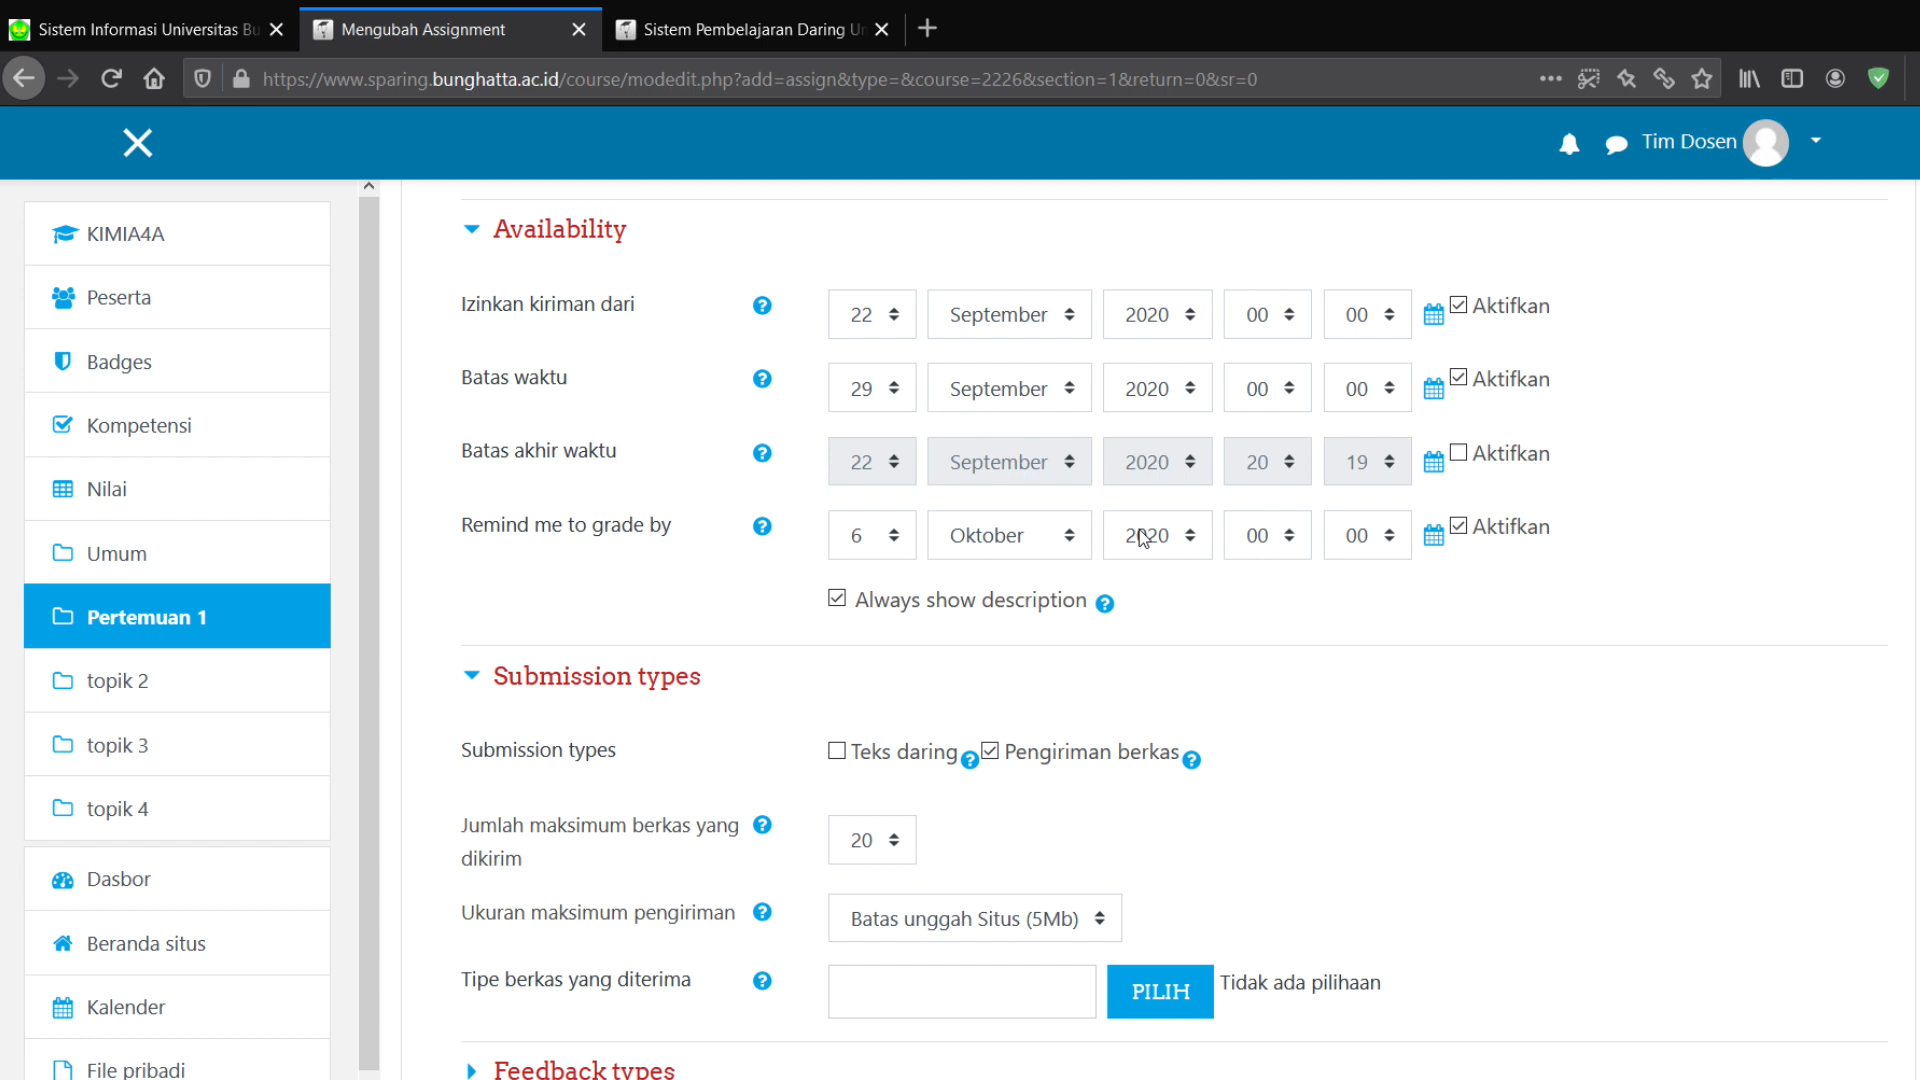 Sistem Informasi Universitas Bu
Mengubah Assignment
Sistem Pembelajaran Daring Un
https://www.sparing.bunghatta.ac.id/course/modedit.php?add=assign&type=&course=2226&section=1&return=0&sr=0
Tim Dosen
KIMIA4A
Peserta
Badges
Kompetensi
Nilai
Umum
Pertemuan 1
topik 2
topik 3
topik 4
Dasbor
Beranda situs
Kalender
File pribadi
Availability
Izinkan kiriman dari 22 September 2020 00 00 Aktifkan
Batas waktu 29 September 2020 00 00 Aktifkan
Batas akhir waktu 22 September 2020 20 19 Aktifkan
Remind me to grade by 6 Oktober 2020 00 00 Aktifkan
Always show description
Submission types
Submission types Teks daring Pengiriman berkas
Jumlah maksimum berkas yang
dikirim
20
Ukuran maksimum pengiriman Batas unggah Situs (5Mb)
Tipe berkas yang diterima PILIH Tidak ada pilihaan
Feedback types